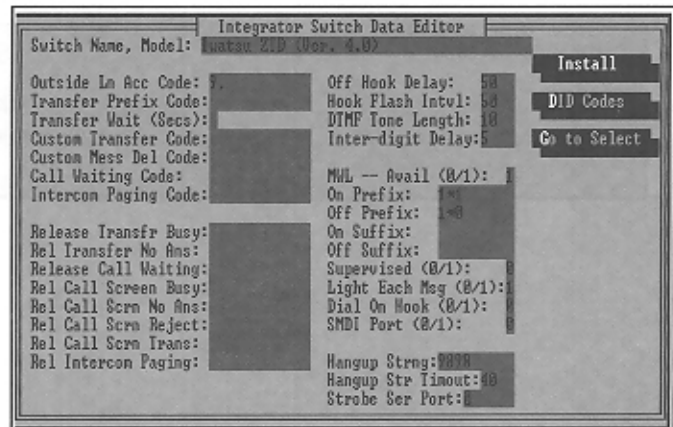 Integrator Switch Data Editor
Switch Name, Model: Iwatsu ZTD (Ver. 4.0)
Install
DID Codes
Go to Select
Outside Ln Acc Code: 9,
Transfer Prefix Code:
Transfer Wait (Secs):
Custom Transfer Code:
Custom Mess Del Code:
Call Waiting Code:
Intercom Paging Code:
Release Transfr Busy:
Rel Transfer No Ans:
Release Call Waiting:
Rel Call Screen Busy:
Rel Call Scrn No Ans:
Rel Call Scrn Reject:
Rel Call Scrn Trans:
Rel Intercom Paging:
Off Hook Delay: 50
Hook Flash Intvl: 50
DTMF Tone Length: 10
Inter-digit Delay:5
MWL -- Avail (0/1): 1
On Prefix: 1*1
Off Prefix: 1*0
On Suffix:
Off Suffix:
Supervised (0/1): 0
Light Each Msg (0/1):1
Dial On Hook (0/1): 0
SMDI Port (0/1): 0
Hangup Strng:9898
Hangup Str Timout:40
Strobe Ser Port: